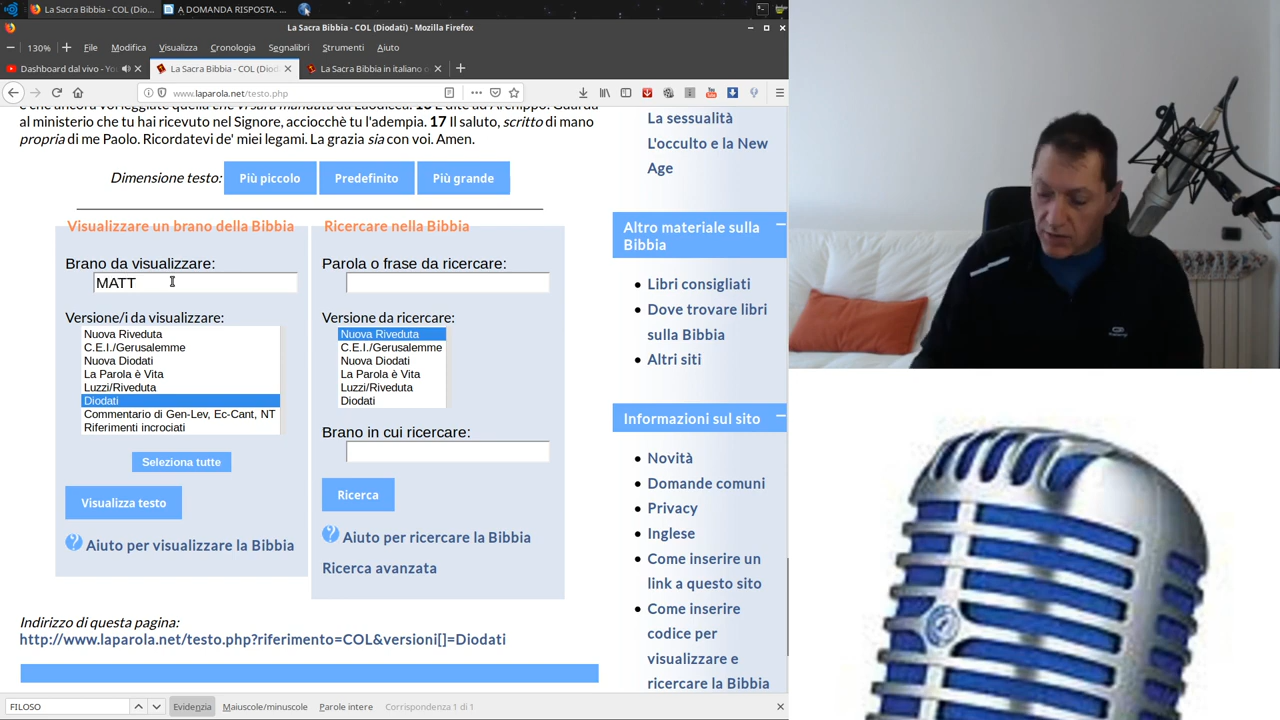 La Sacra Bibbia - COL (Dio...
A DOMANDA RISPOSTA. ...
La Sacra Bibbia - COL (Diodati) - Mozilla Firefox
130%
File Modifica Visualizza Cronologia Segnalibri Strumenti Aiuto
Dashboard dal vivo - Yo
La Sacra Bibbia - COL (Diod
La Sacra Bibbia in italiano o
www.laparola.net/testo.php
al ministerio che tu hai ricevuto nel Signore, acciocchè tu l'adempia. 17 Il saluto, scritto di mano
propria di me Paolo. Ricordatevi de' miei legami. La grazia sia con voi. Amen.
Dimensione testo: Più piccolo Predefinito Più grande
Visualizzare un brano della Bibbia
Brano da visualizzare:
MATT
Versione/i da visualizzare:
Nuova Riveduta
C.E.I./Gerusalemme
Nuova Diodati
La Parola è Vita
Luzzi/Riveduta
Diodati
Commentario di Gen-Lev, Ec-Cant, NT
Riferimenti incrociati
Seleziona tutte
Visualizza testo
Aiuto per visualizzare la Bibbia
Ricercare nella Bibbia
Parola o frase da ricercare:
Versione da ricercare:
Nuova Riveduta
C.E.I./Gerusalemme
Nuova Diodati
La Parola è Vita
Luzzi/Riveduta
Diodati
Brano in cui ricercare:
Ricerca
Aiuto per ricercare la Bibbia
Ricerca avanzata
Indirizzo di questa pagina:
http://www.laparola.net/testo.php?riferimento=COL&versioni[]=Diodati
La sessualità
L'occulto e la New
Age
Altro materiale sulla
Bibbia
Libri consigliati
Dove trovare libri
sulla Bibbia
Altri siti
Informazioni sul sito
Novità
Domande comuni
Privacy
Inglese
Come inserire un
link a questo sito
Come inserire
codice per
visualizzare e
ricercare la Bibbia
FILOSO
Evidenzia
Maiuscole/minuscole
Parole intere
Corrispondenza 1 di 1